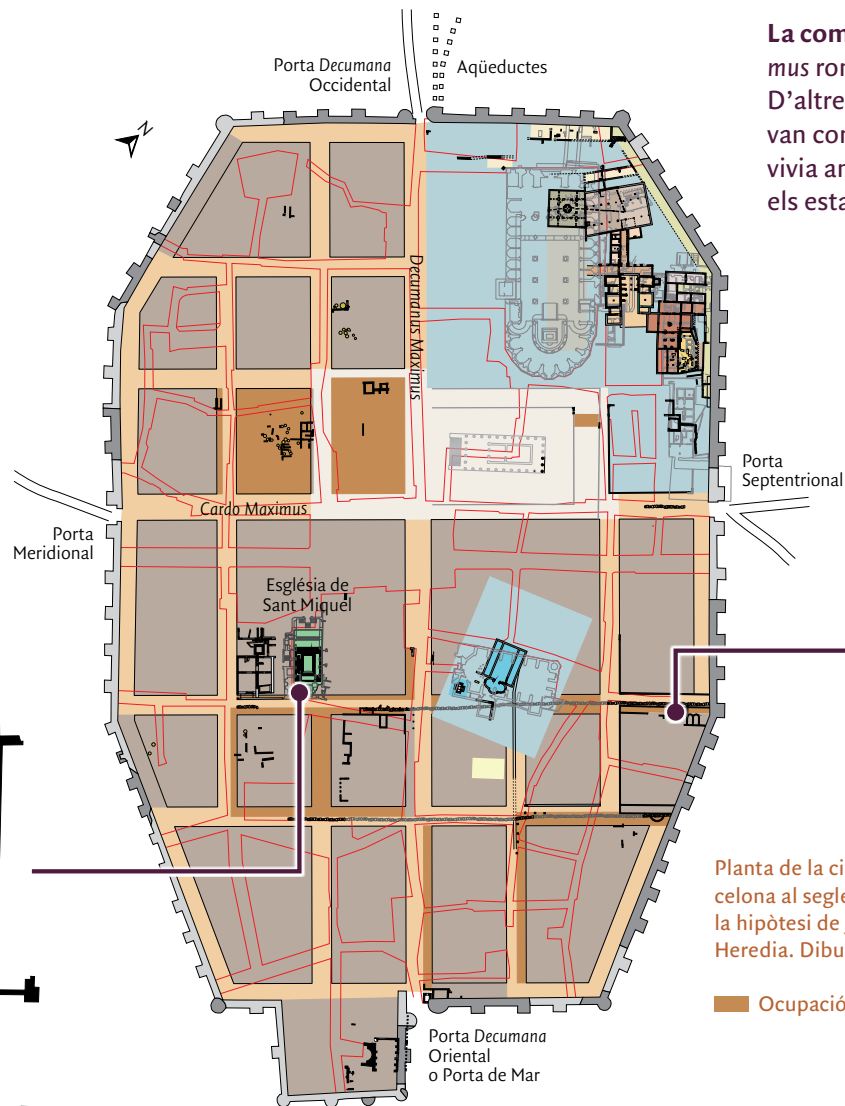 Porta Decumana
Occidental
Aqüeductes
N
La com
mus ro
D'altre
van co
vivia a
els esta
Decumanus Maximus
Porta
Septentrional
Cardo Maximus
Porta
Meridional
Església de
Sant Miquel
Planta de la ci
celona al segle
la hipòtesi de
Heredia. Dibu
Ocupació
Porta Decumana
Oriental
o Porta de Mar